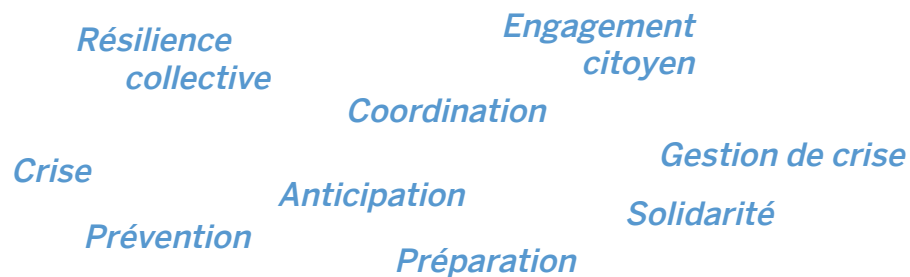 Résilience
collective
Engagement
citoyen
Coordination
Gestion de crise
Crise
Anticipation
Solidarité
Prévention
Préparation